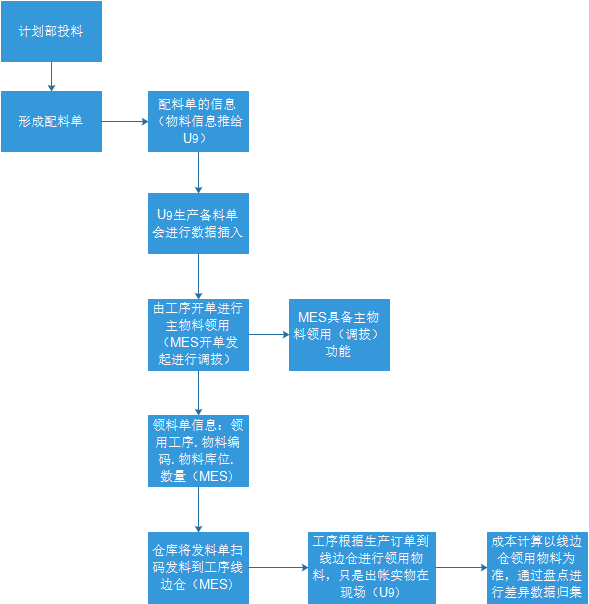 计划部投料
形成配料单
配料单的信息
（物料信息推给
U9）
U9生产备料单
会进行数据插入
由工序开单进行
主物料领用
（MES开单发
起进行调拔）
MES具备主物
料领用（调拔）
功能
领料单信息：领
用工序.物料编
码.物料库位.
数量（MES）
仓库将发料单扫
码发料到工序线
边仓（MES）
工序根据生产订单到
线边仓进行领用物
料，只是出帐实物在
现场（U9）
成本计算以线边
仓领用物料为
准，通过盘点进
行差异数据归集